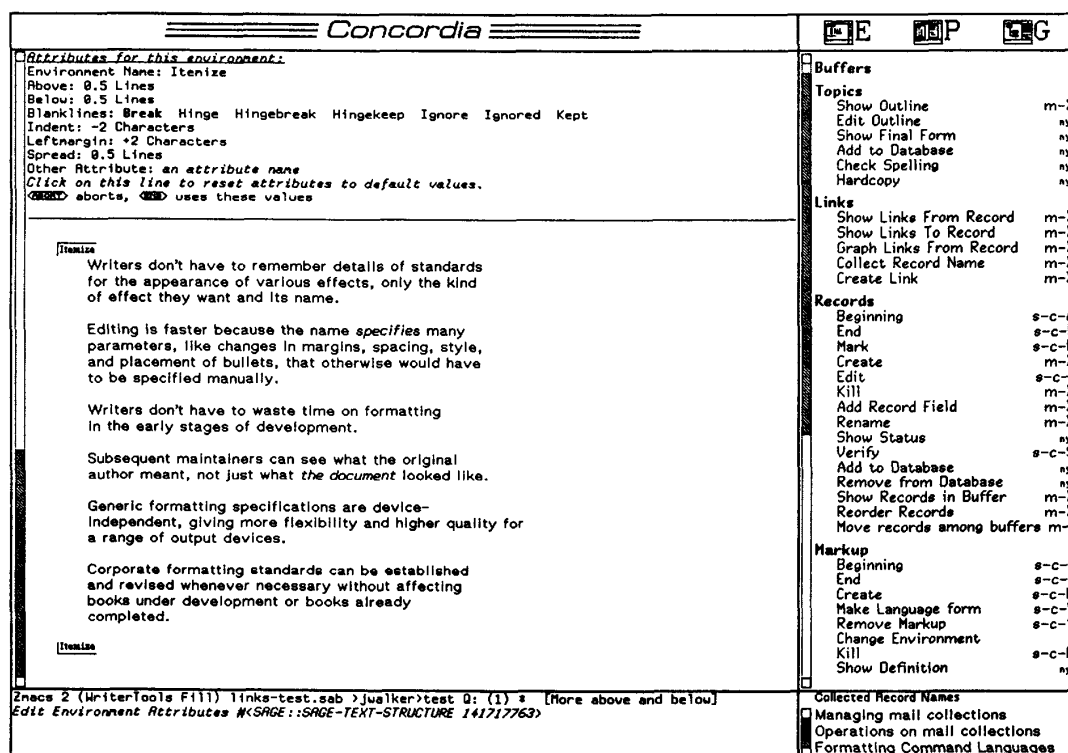 Concordia
E P G
Attributes for this environment:
Environment Name: Itemize
Above: 0.5 Lines
Below: 0.5 Lines
Blanklines: Break Hinge Hingebreak Hingekeep Ignore Ignored Kept
Indent: -2 Characters
Leftmargin: +2 Characters
Spread: 0.5 Lines
Other Attribute: an attribute name
Click on this line to reset attributes to default values.
aborts, uses these values
Itemize
Writers don't have to remember details of standards
for the appearance of various effects, only the kind
of effect they want and its name.
Editing is faster because the name specifies many
parameters, like changes in margins, spacing, style,
and placement of bullets, that otherwise would have
to be specified manually.
Writers don't have to waste time on formatting
in the early stages of development.
Subsequent maintainers can see what the original
author meant, not just what the document looked like.
Generic formatting specifications are device-
independent, giving more flexibility and higher quality for
a range of output devices.
Corporate formatting standards can be established
and revised whenever necessary without affecting
books under development or books already
completed.
Itemize
Zmacs 2 (WriterTools Fill) links-test.sab >jwalker>test Q: (1) * [More above and below]
Edit Environment Attributes #<SAGE::SAGE-TEXT-STRUCTURE 141717763>
Buffers
Topics
Show Outline
Edit Outline
Show Final Form
Add to Database
Check Spelling
Hardcopy
Links
Show Links From Record
Show Links To Record
Graph Links From Record
Collect Record Name
Create Link
Records
Beginning
End
Mark
Create
Edit
Kill
Add Record Field
Rename
Show Status
Verify
Add to Database
Remove from Database
Show Records in Buffer
Reorder Records
Move records among buffers
Markup
Beginning
End
Create
Make Language form
Remove Markup
Change Environment
Kill
Show Definition
Collected Record Names
Managing mail collections
Operations on mail collections
Formatting Command Languages